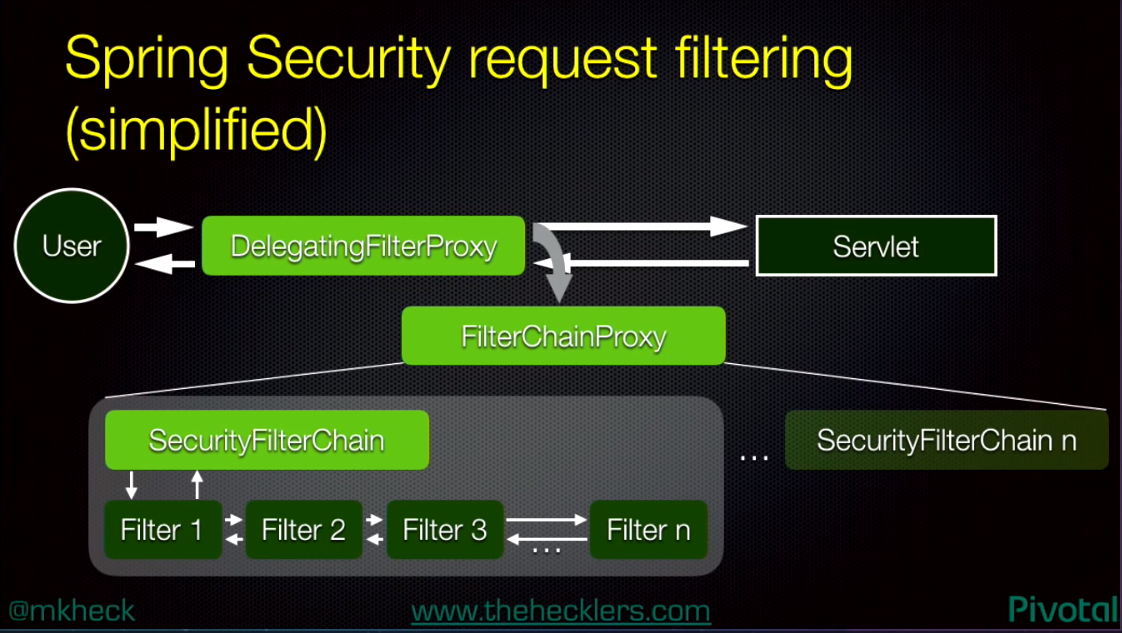 Spring Security request filtering
(simplified)
User
DelegatingFilterProxy
Servlet
FilterChainProxy
SecurityFilterChain
... SecurityFilterChain n
Filter 1
Filter 2
Filter 3
...
Filter n
@mkheck
www.thehecklers.com
Pivotal